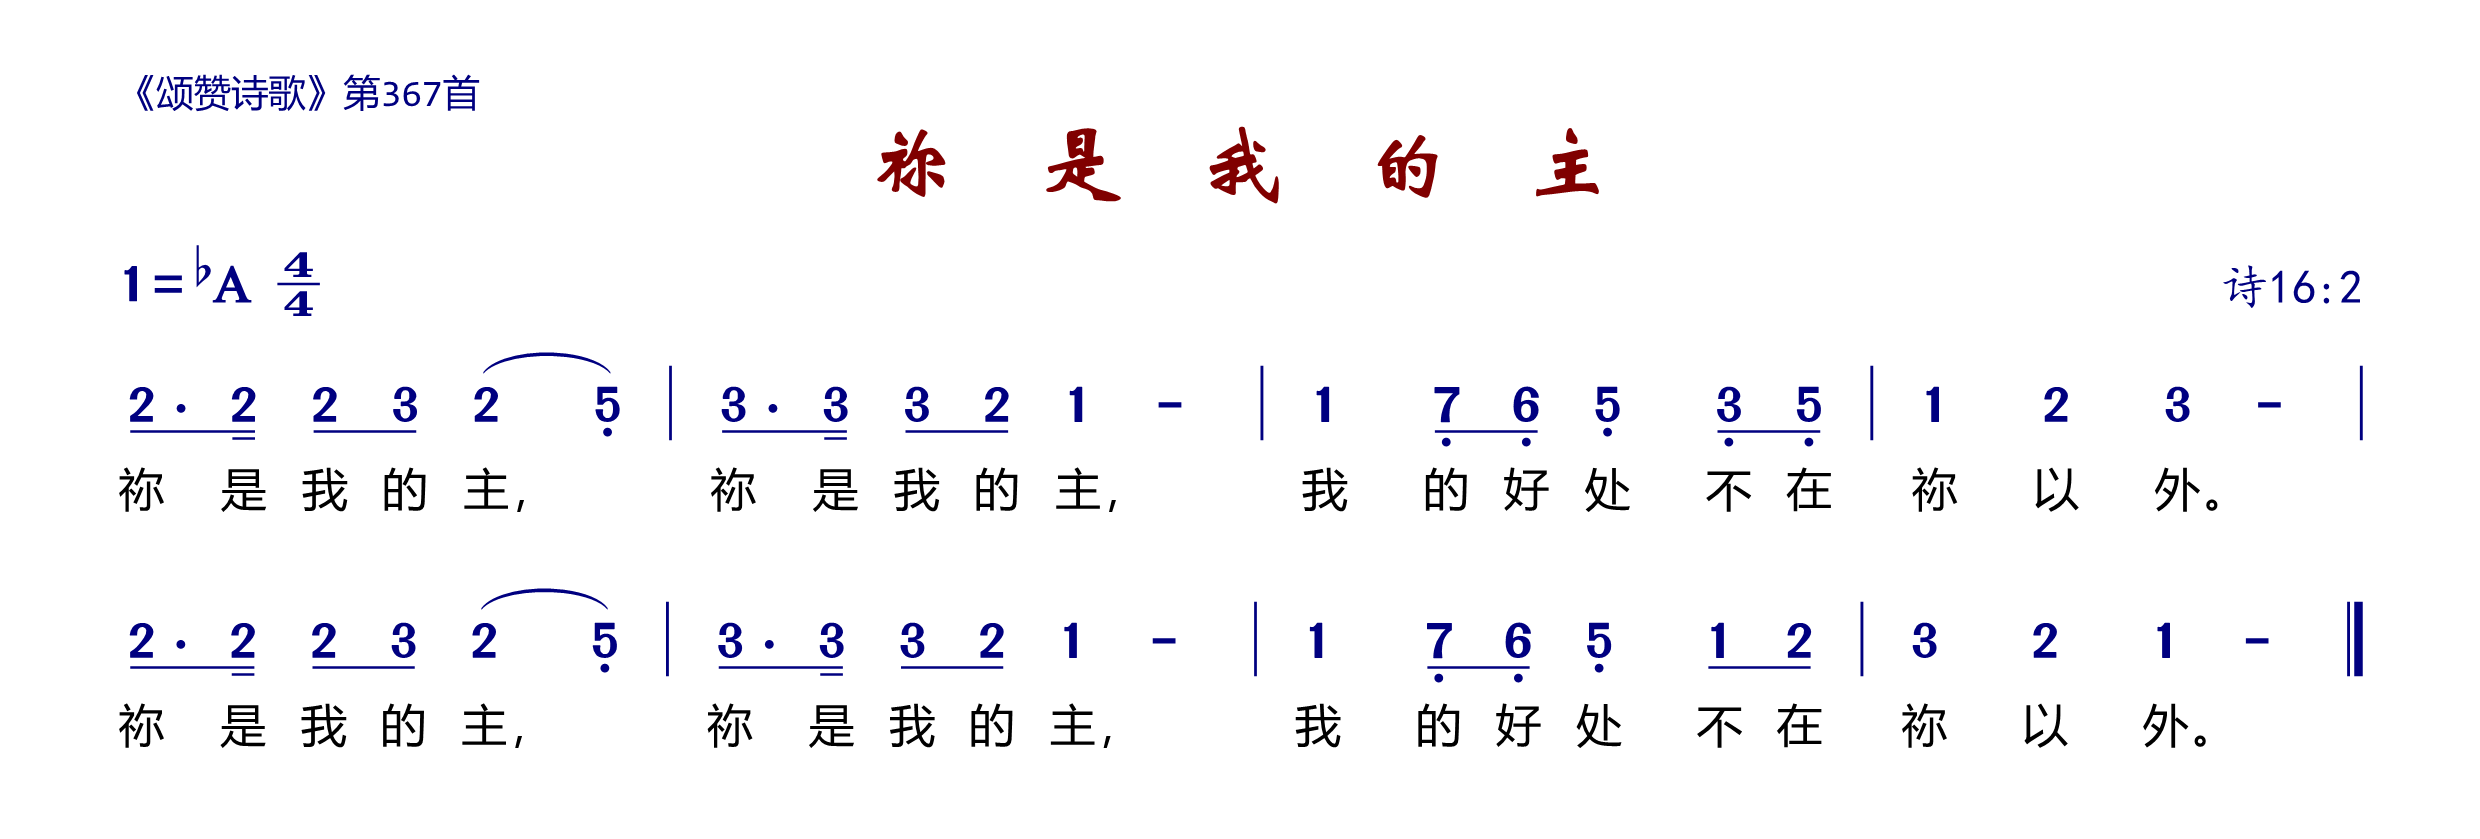 《颂赞诗歌》第367首
祢是我的主
1=♭A 4/4 诗16:2
2· 2 2 3 2 5 | 3· 3 3 2 1 - | 1 7 6 5 3 5 | 1 2 3 - |
祢 是 我 的 主, 祢 是 我 的 主, 我 的 好 处 不 在 祢 以 外。
2· 2 2 3 2 5 | 3· 3 3 2 1 - | 1 7 6 5 1 2 | 3 2 1 - ‖
祢 是 我 的 主, 祢 是 我 的 主, 我 的 好 处 不 在 祢 以 外。